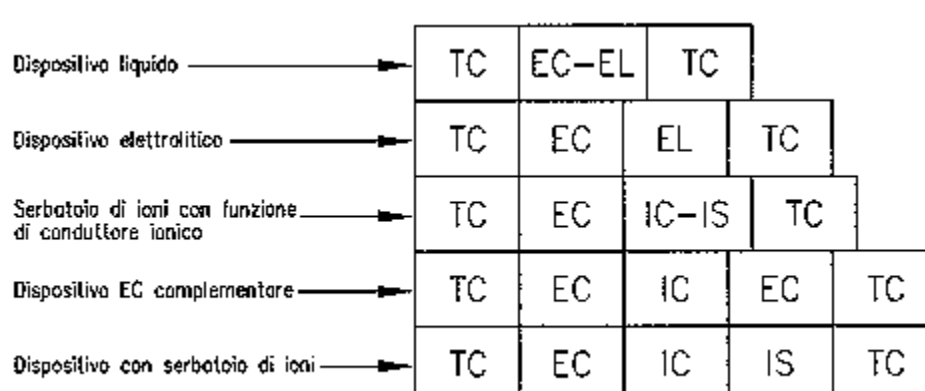 Dispositivo liquido TC EC-EL TC
Dispositivo elettrolitico TC EC EL TC
Serbatoio di ioni con funzione
di conduttore ionico TC EC IC-IS TC
Dispositivo EC complementare TC EC IC EC TC
Dispositivo con serbatoio di ioni TC EC IC IS TC